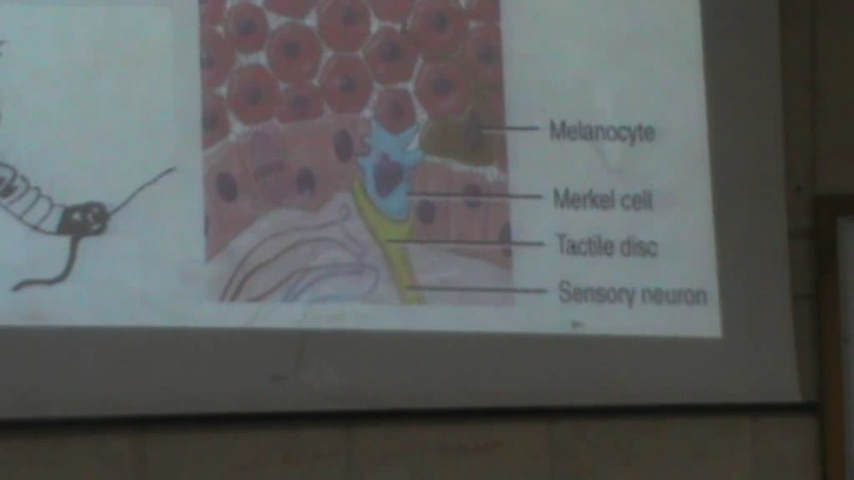 Melanocyte
Merkel cell
Tactile disc
Sensory neuron